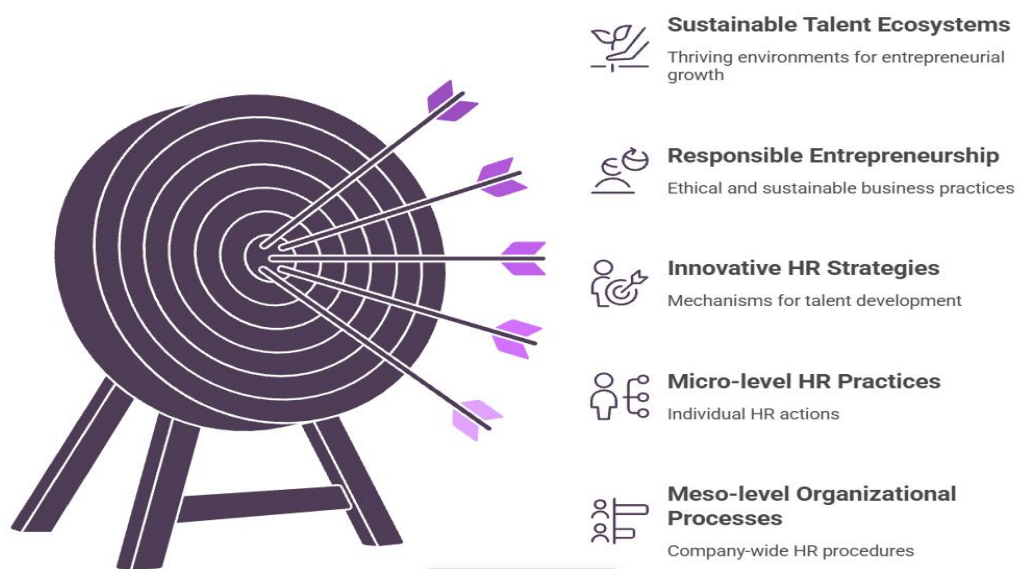 Sustainable Talent Ecosystems
Thriving environments for entrepreneurial
growth
Responsible Entrepreneurship
Ethical and sustainable business practices
Innovative HR Strategies
Mechanisms for talent development
Micro-level HR Practices
Individual HR actions
Meso-level Organizational
Processes
Company-wide HR procedures